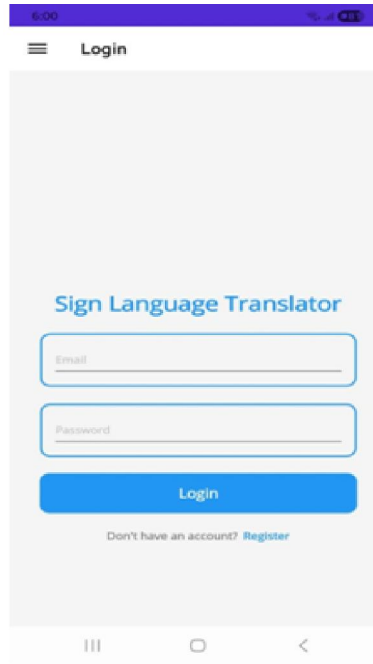 6:00
Login
Sign Language Translator
Email
Password
Login
Don't have an account? Register